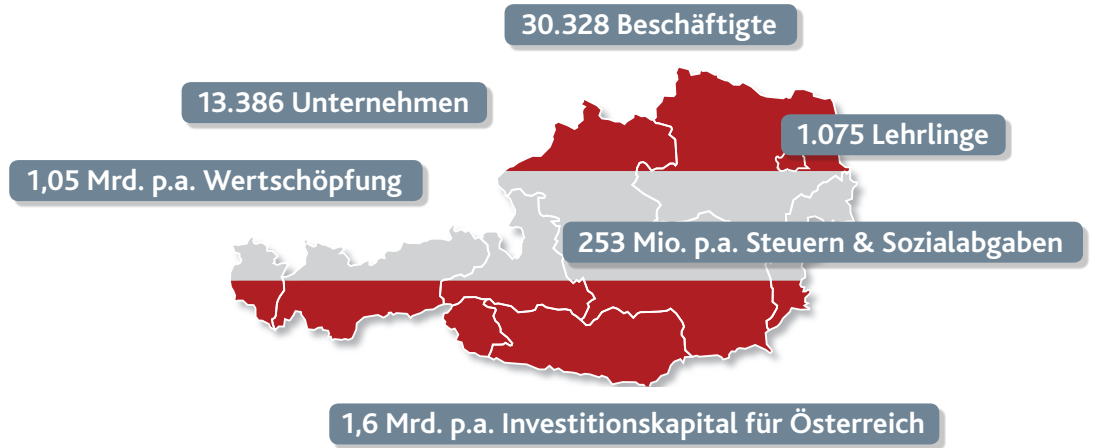 30.328 Beschäftigte
13.386 Unternehmen
1.075 Lehrlinge
1,05 Mrd. p.a. Wertschöpfung
253 Mio. p.a. Steuern & Sozialabgaben
1,6 Mrd. p.a. Investitionskapital für Österreich